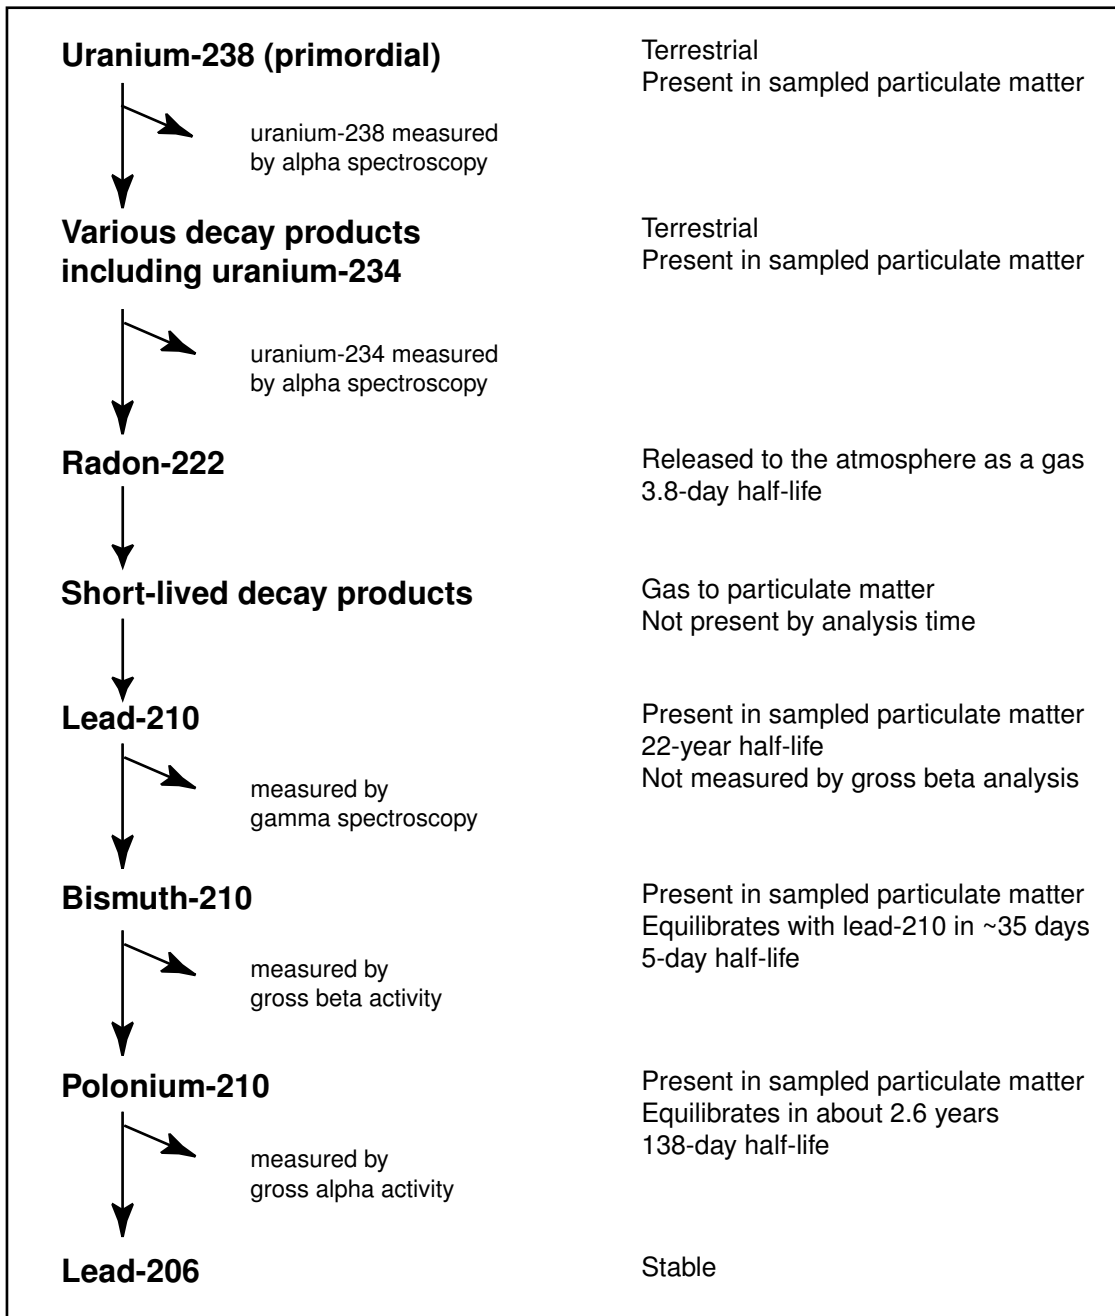 Uranium-238 (primordial)
Terrestrial
Present in sampled particulate matter
uranium-238 measured
by alpha spectroscopy
Various decay products
including uranium-234
Terrestrial
Present in sampled particulate matter
uranium-234 measured
by alpha spectroscopy
Radon-222
Released to the atmosphere as a gas
3.8-day half-life
Short-lived decay products
Gas to particulate matter
Not present by analysis time
Lead-210
Present in sampled particulate matter
22-year half-life
Not measured by gross beta analysis
measured by
gamma spectroscopy
Bismuth-210
Present in sampled particulate matter
Equilibrates with lead-210 in ~35 days
5-day half-life
measured by
gross beta activity
Polonium-210
Present in sampled particulate matter
Equilibrates in about 2.6 years
138-day half-life
measured by
gross alpha activity
Lead-206
Stable